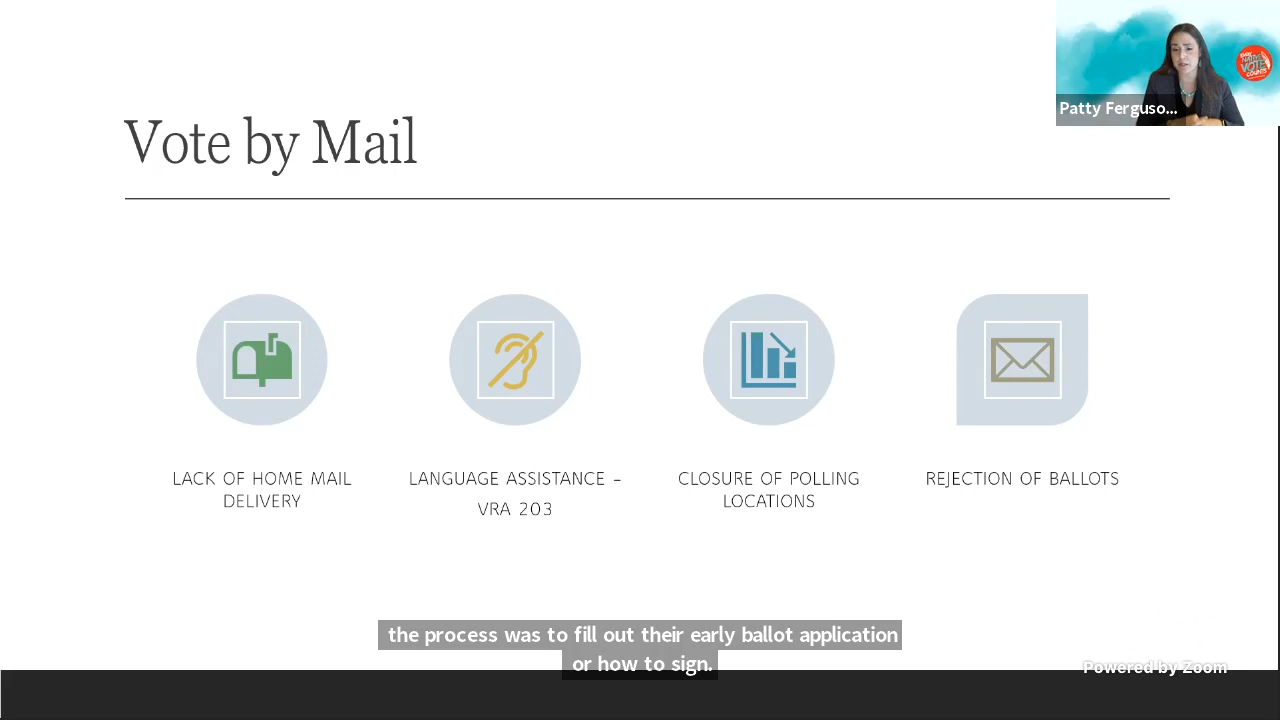 Patty Ferguso...
VOTE
Vote by Mail
LACK OF HOME MAIL
DELIVERY
LANGUAGE ASSISTANCE –
VRA 203
CLOSURE OF POLLING
LOCATIONS
REJECTION OF BALLOTS
the process was to fill out their early ballot application
or how to sign.
Powered by Zoom